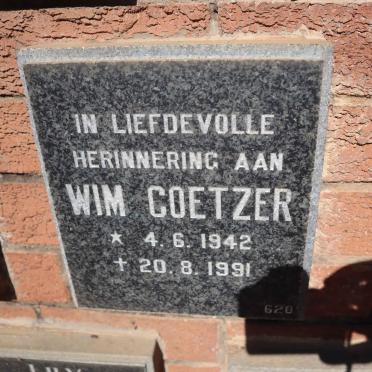 IN LIEFDEVOLLE
HERINNERING AAN
WIM COETZER
★ 4.6.1942
✝ 20.8.1991
620